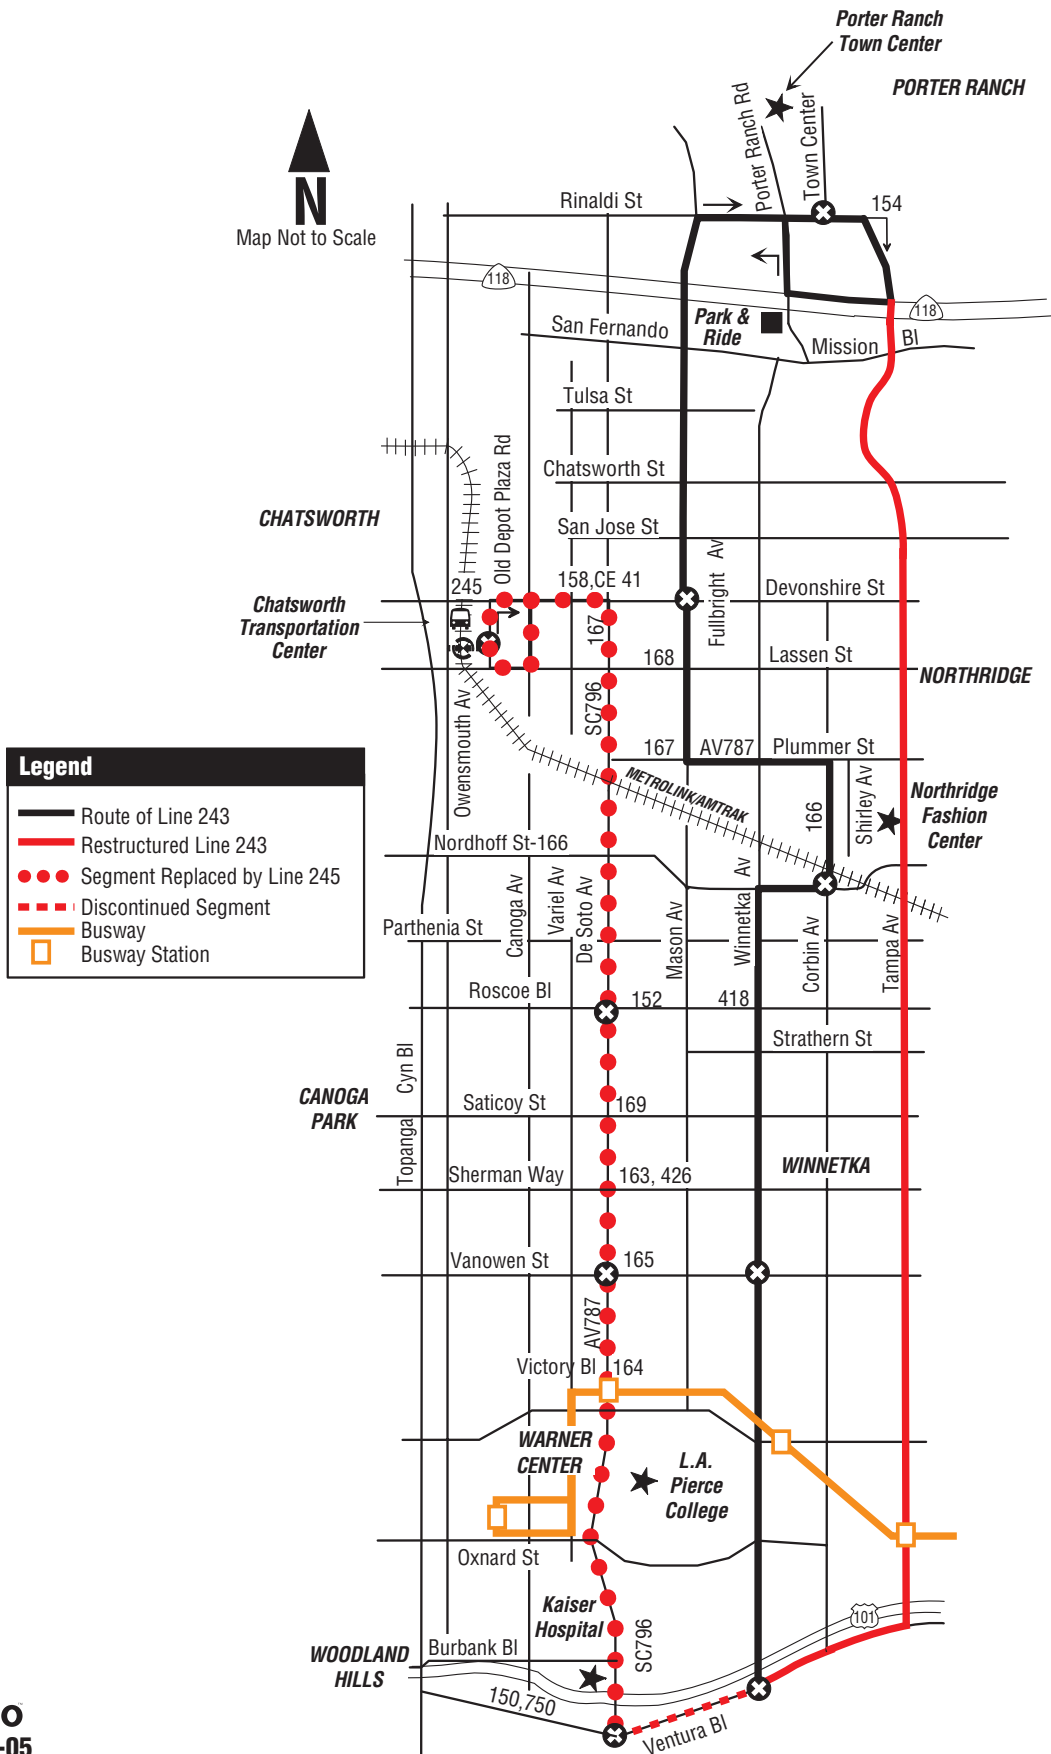 Porter Ranch
Town Center
PORTER RANCH
Porter Ranch Rd
Town Center
N
Map Not to Scale
Rinaldi St
154
118
118
San Fernando
Mission
Bl
Park &
Ride
Tulsa St
Old Depot Plaza Rd
Chatsworth St
CHATSWORTH
San Jose St
Fullbright
Av
245
158,CE 41
Devonshire St
Chatsworth
Transportation
Center
167
168
Lassen St
NORTHRIDGE
SC796
Owensmouth Av
167
AV787
Plummer St
METROLINK/AMTRAK
166
Shirley Av
Northridge
Fashion
Center
Legend
Route of Line 243
Restructured Line 243
Segment Replaced by Line 245
Discontinued Segment
Busway
Busway Station
Nordhoff St-166
Canoga Av
Variel Av
De Soto Av
Mason Av
Winnetka
Av
Corbin Av
Tampa Av
Parthenia St
Roscoe Bl
152
418
Strathern St
Topanga
Cyn Bl
CANOGA
PARK
Saticoy St
169
Sherman Way
163, 426
WINNETKA
Vanowen St
165
AV787
Victory Bl
164
WARNER
CENTER
L.A.
Pierce
College
Oxnard St
Kaiser
Hospital
SC796
101
WOODLAND
HILLS
Burbank Bl
150,750
Ventura Bl
o
-05